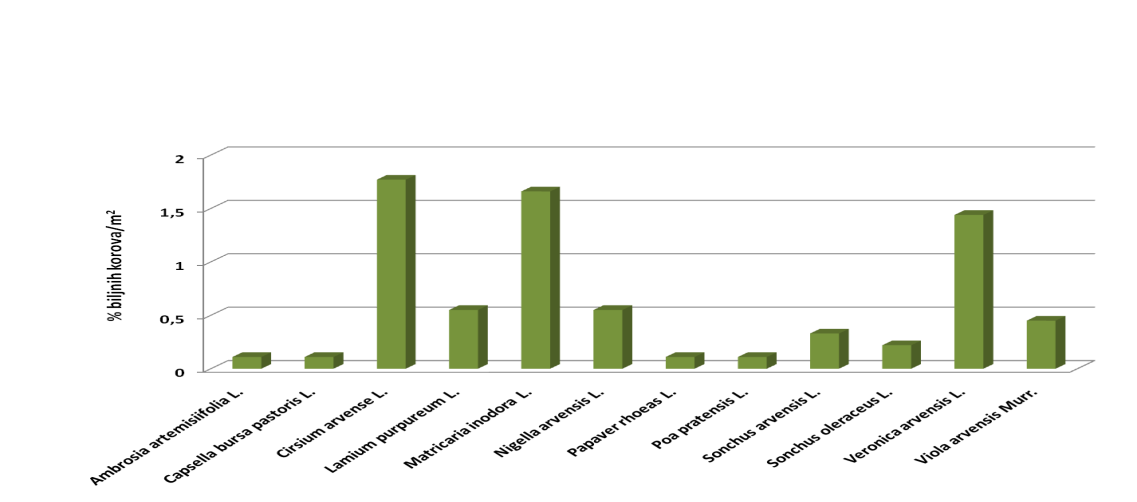 % biljnih korova/m²
2
1,5
1
0,5
0
Ambrosia artemisiifolia L.
Capsella bursa pastoris L.
Cirsium arvense L.
Lamium purpureum L.
Matricaria inodora L.
Nigella arvensis L.
Papaver rhoeas L.
Poa pratensis L.
Sonchus arvensis L.
Sonchus oleraceus L.
Veronica arvensis L.
Viola arvensis Murr.